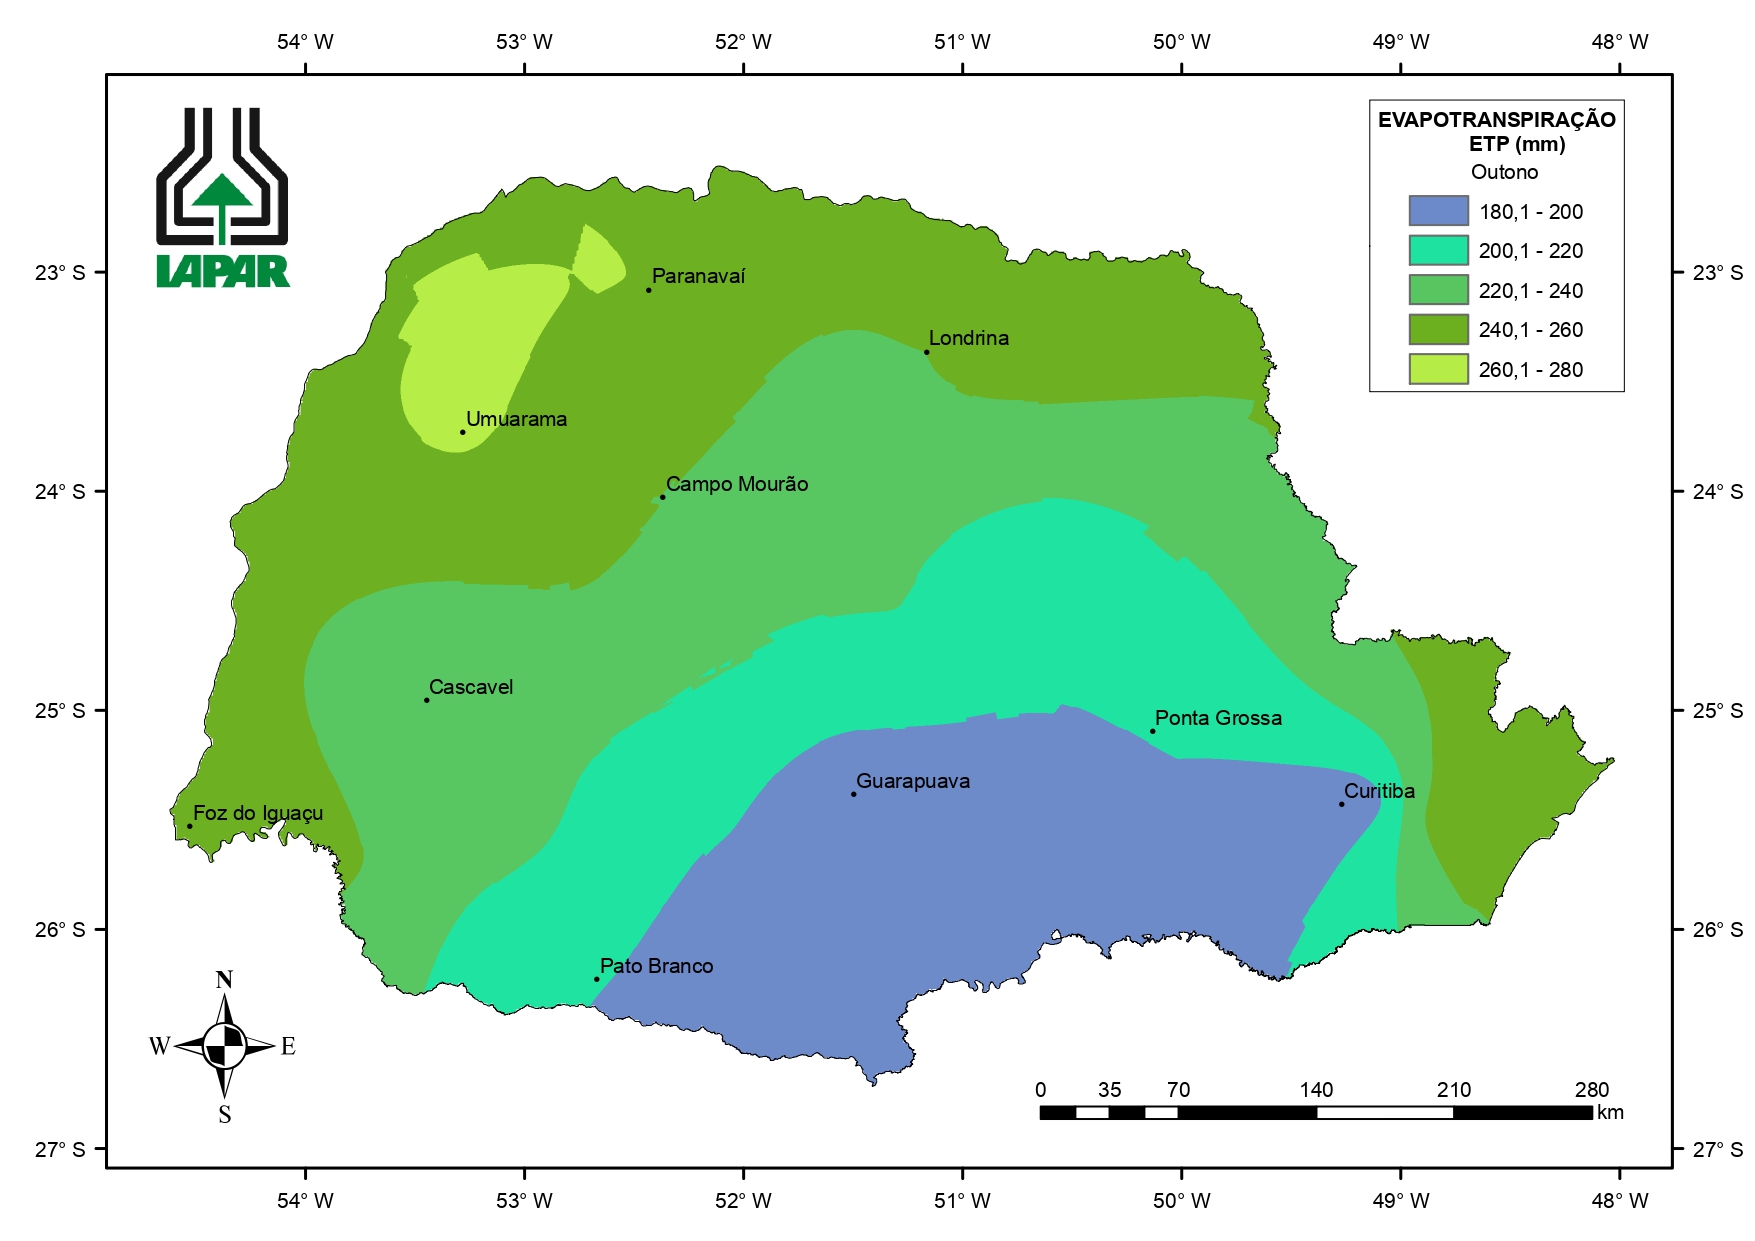 54° W 53° W 52° W 51° W 50° W 49° W 48° W
IAPAR
EVAPOTRANSPIRAÇÃO
ETP (mm)
Outono
180,1 - 200
200,1 - 220
220,1 - 240
240,1 - 260
260,1 - 280
23° S 23° S
Paranavaí
Londrina
Umuarama
Campo Mourão
24° S 24° S
Cascavel
25° S 25° S
Ponta Grossa
Guarapuava
Curitiba
Foz do Iguaçu
26° S 26° S
Pato Branco
N
W E
S
0 35 70 140 210 280
km
27° S 27° S
54° W 53° W 52° W 51° W 50° W 49° W 48° W